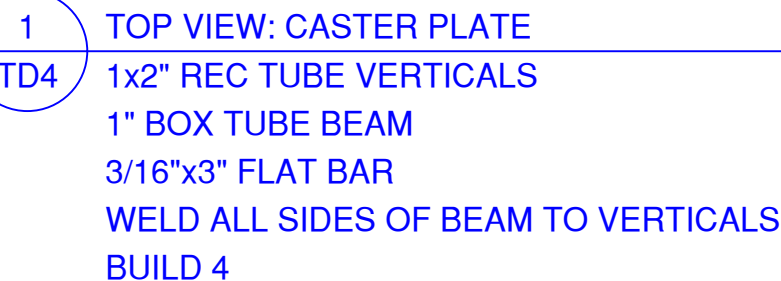 1 TOP VIEW: CASTER PLATE
TD4 1x2" REC TUBE VERTICALS
1" BOX TUBE BEAM
3/16"x3" FLAT BAR
WELD ALL SIDES OF BEAM TO VERTICALS
BUILD 4